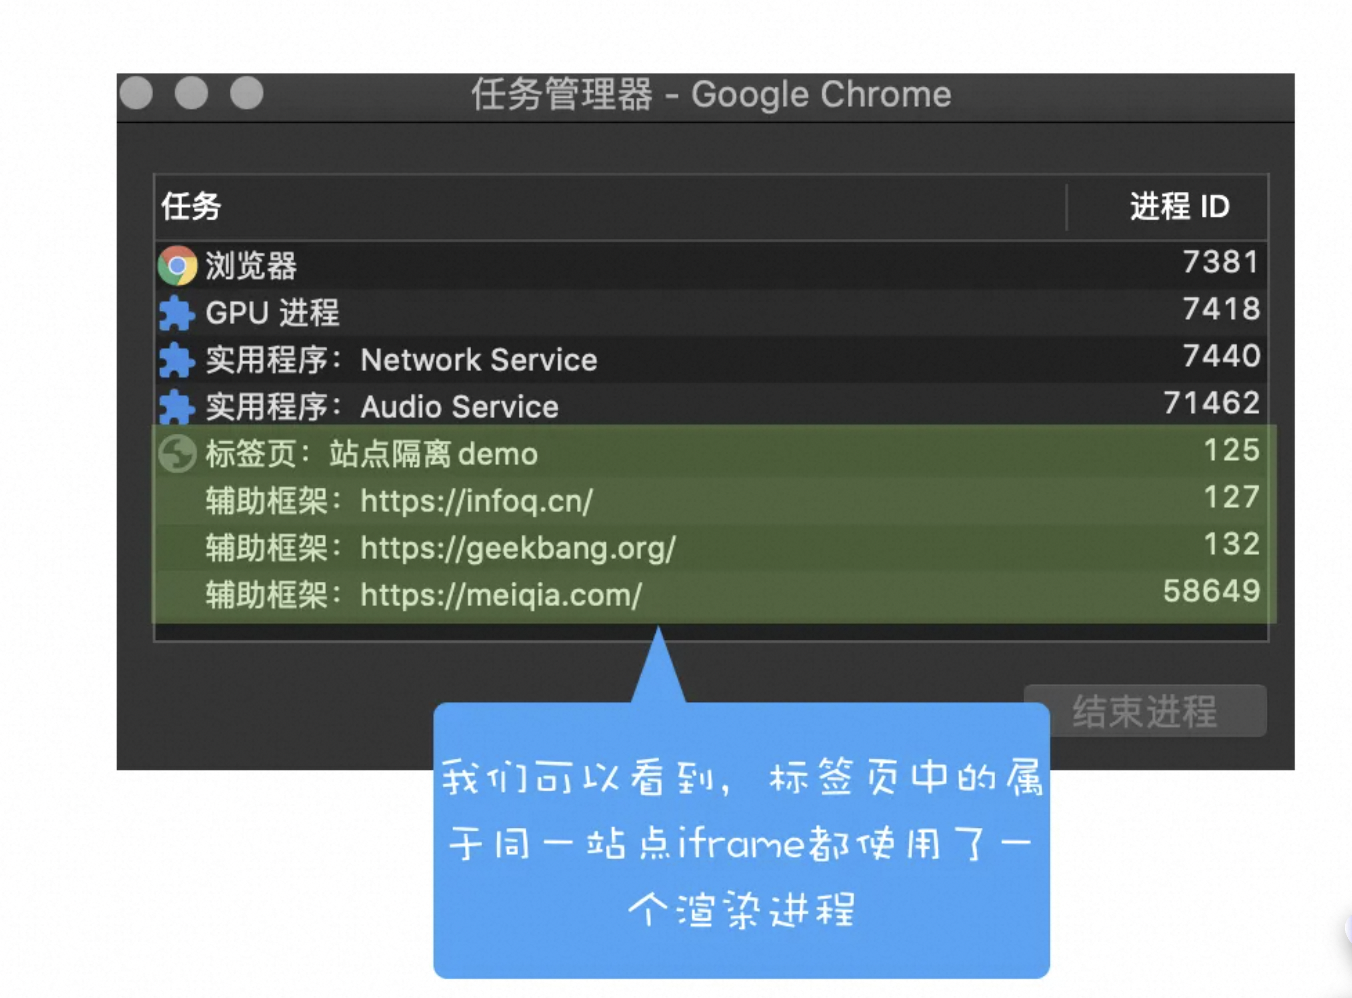 任务管理器 - Google Chrome
任务 进程 ID
浏览器 7381
GPU 进程 7418
实用程序：Network Service 7440
实用程序：Audio Service 71462
标签页：站点隔离 demo 125
辅助框架：https://infoq.cn/ 127
辅助框架：https://geekbang.org/ 132
辅助框架：https://meiqia.com/ 58649
结束进程
我们可以看到，标签页中的属
于同一站点iframe都使用了一
个渲染进程